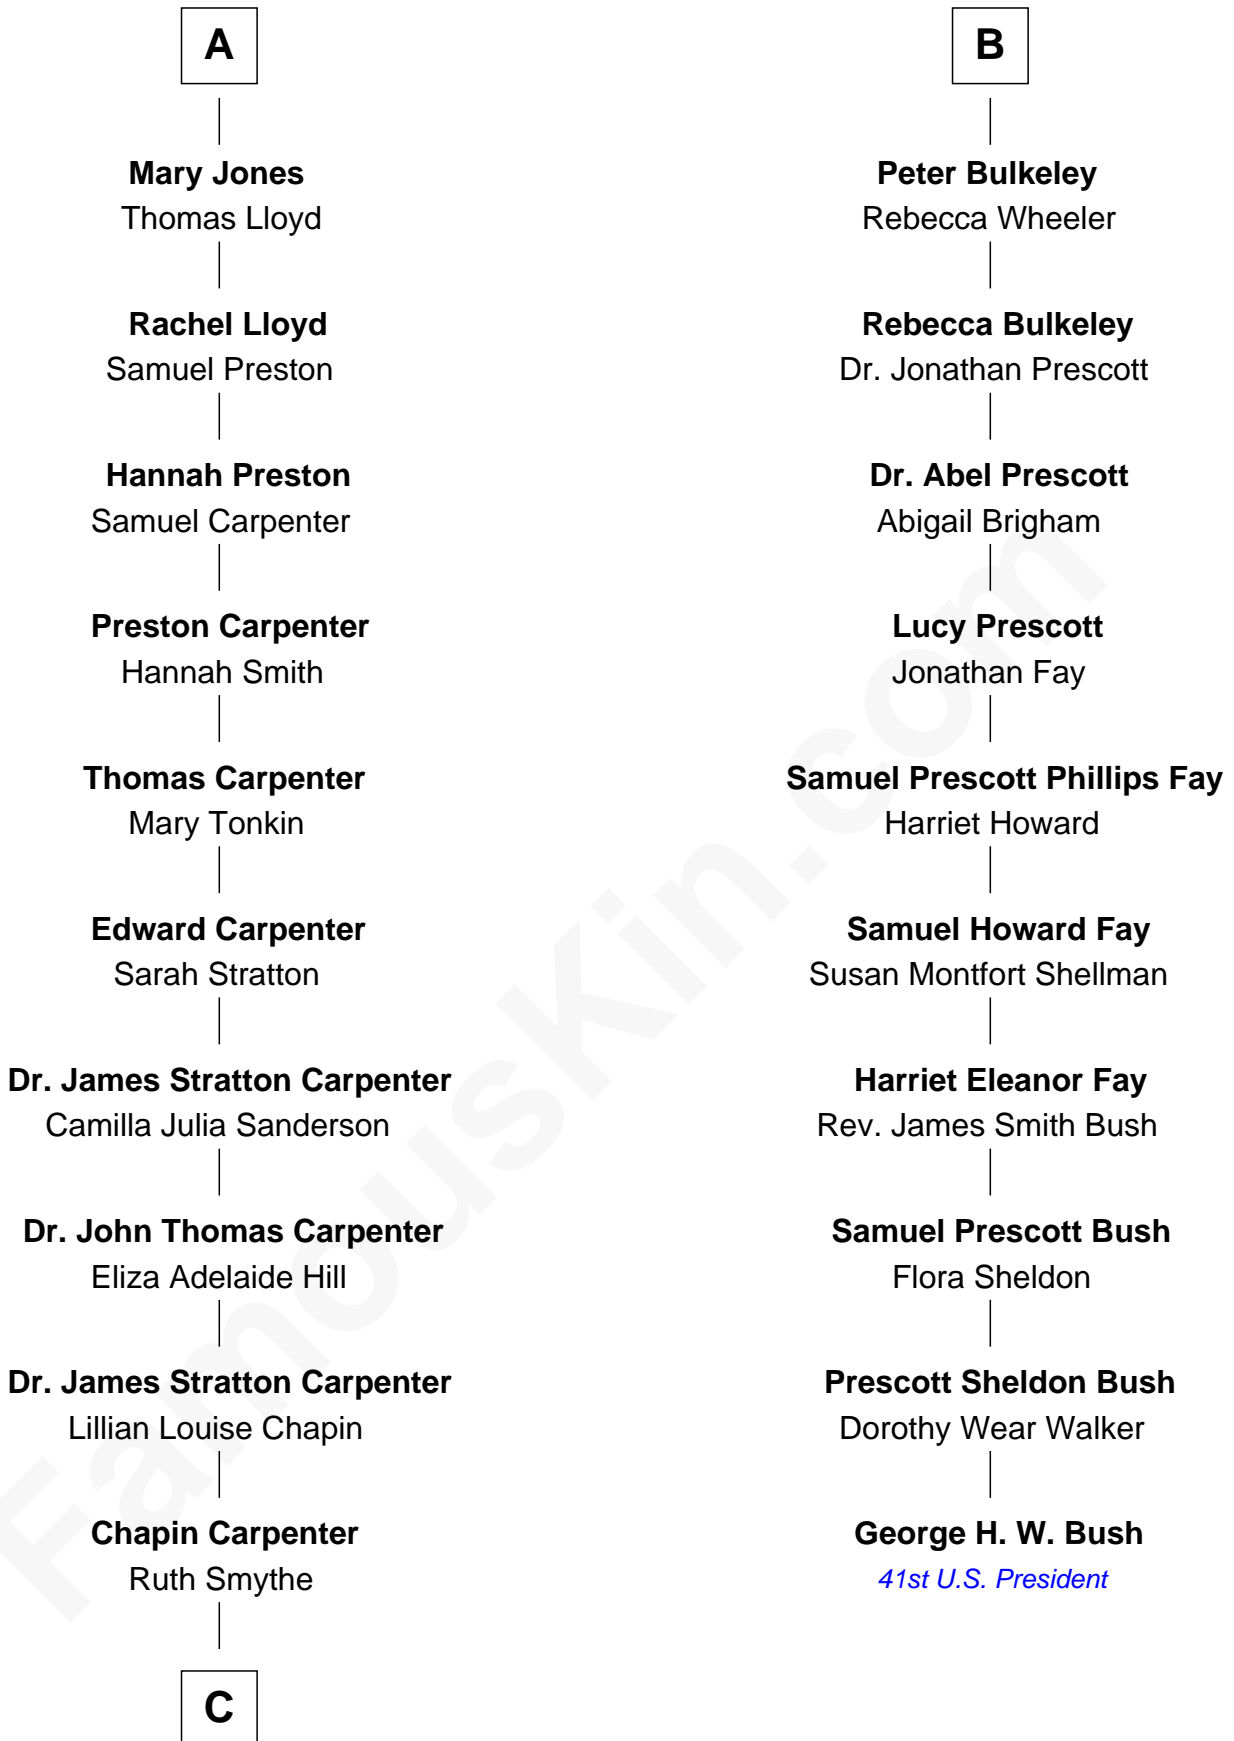 A
Mary Jones
Thomas Lloyd
Rachel Lloyd
Samuel Preston
Hannah Preston
Samuel Carpenter
Preston Carpenter
Hannah Smith
Thomas Carpenter
Mary Tonkin
Edward Carpenter
Sarah Stratton
Dr. James Stratton Carpenter
Camilla Julia Sanderson
Dr. John Thomas Carpenter
Eliza Adelaide Hill
Dr. James Stratton Carpenter
Lillian Louise Chapin
Chapin Carpenter
Ruth Smythe
C
B
Peter Bulkeley
Rebecca Wheeler
Rebecca Bulkeley
Dr. Jonathan Prescott
Dr. Abel Prescott
Abigail Brigham
Lucy Prescott
Jonathan Fay
Samuel Prescott Phillips Fay
Harriet Howard
Samuel Howard Fay
Susan Montfort Shellman
Harriet Eleanor Fay
Rev. James Smith Bush
Samuel Prescott Bush
Flora Sheldon
Prescott Sheldon Bush
Dorothy Wear Walker
George H. W. Bush
41st U.S. President
FamousKin.com